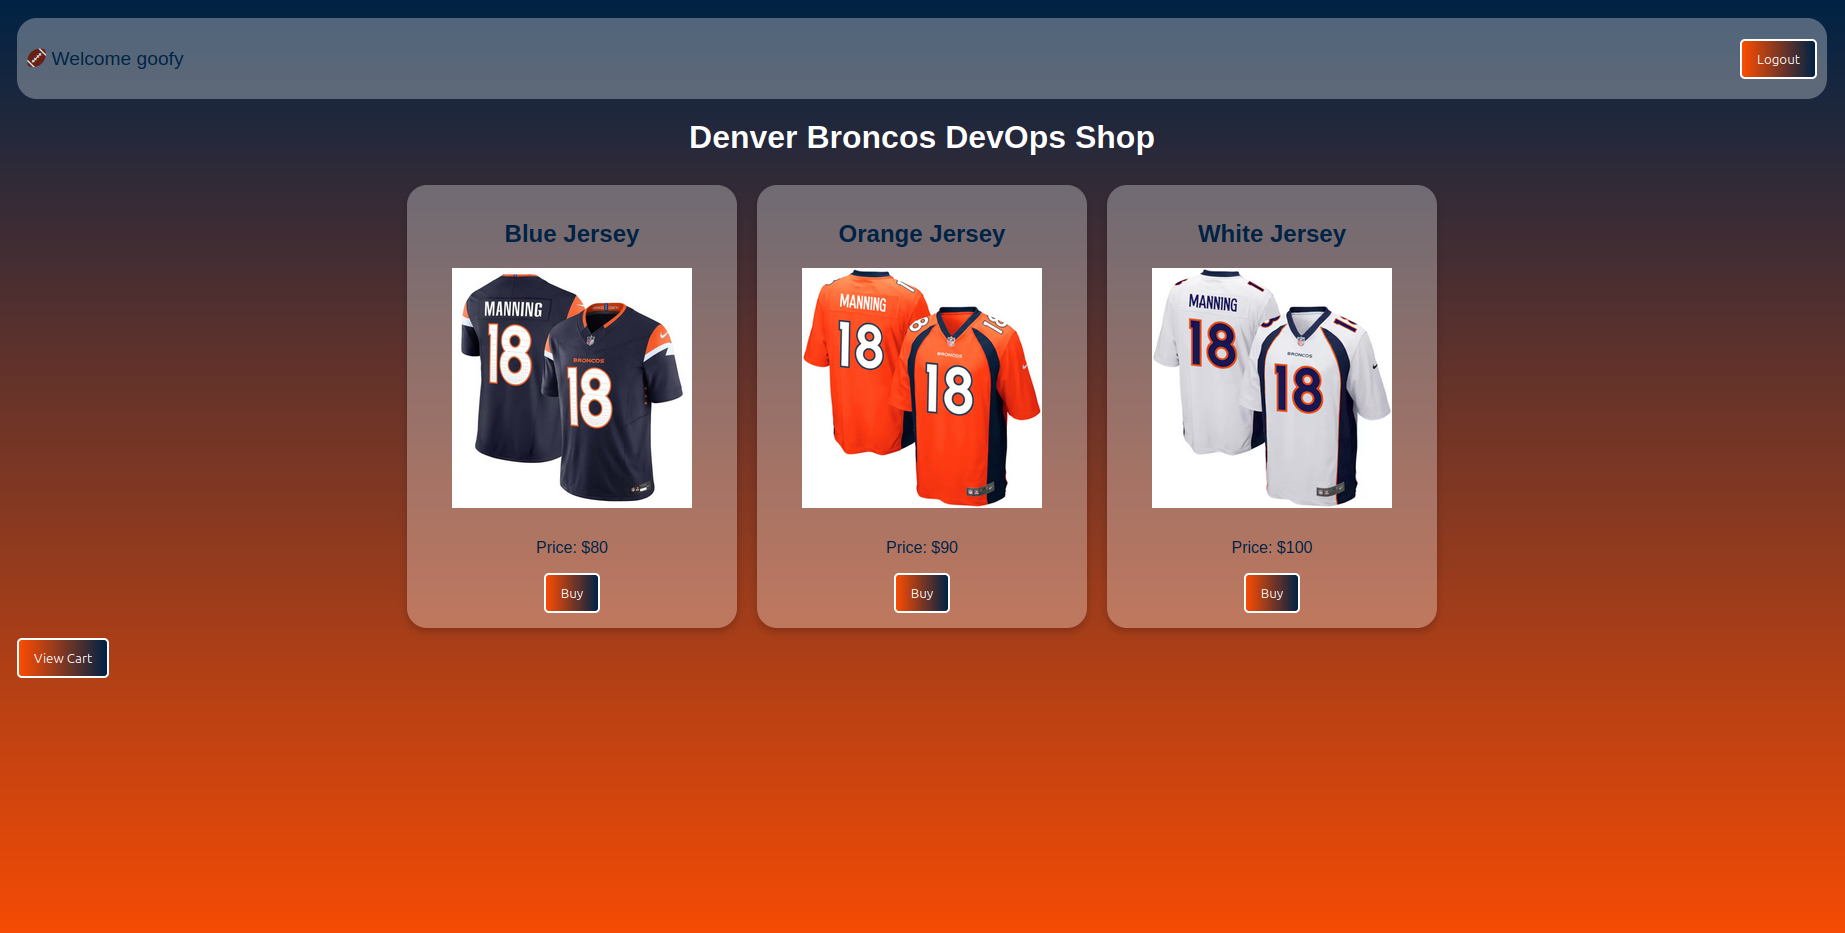 🏈 Welcome goofy
Logout
Denver Broncos DevOps Shop
Blue Jersey
MANNING
18
BRONCOS
18
Price: $80
Buy
Orange Jersey
MANNING
18
BRONCOS
18
18
Price: $90
Buy
White Jersey
MANNING
18
BRONCOS
18
Price: $100
Buy
View Cart